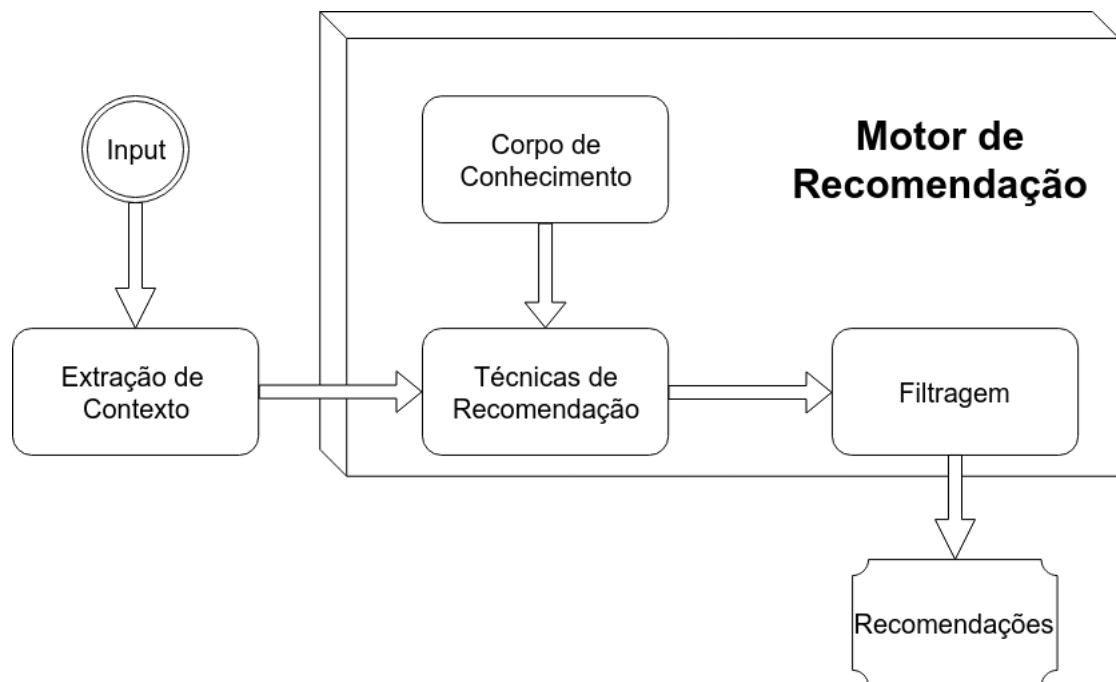 Input
Corpo de
Conhecimento
Motor de
Recomendação
Extração de
Contexto
Técnicas de
Recomendação
Filtragem
Recomendações